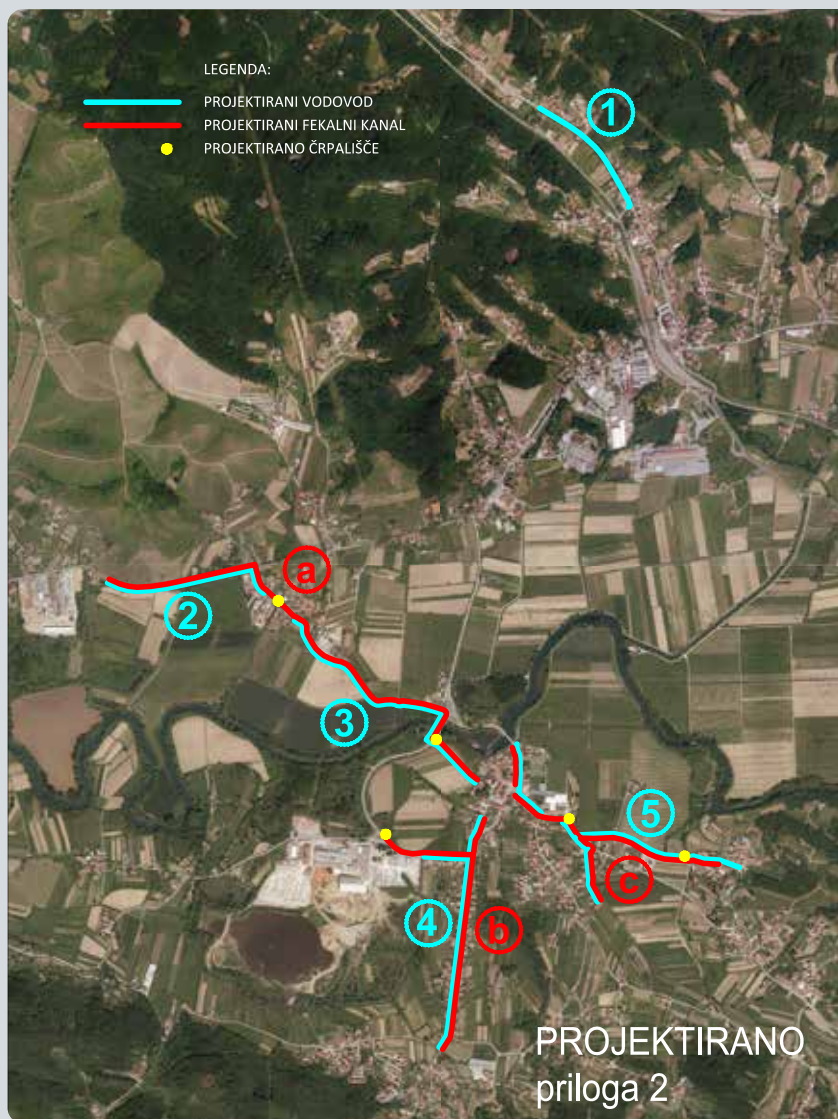 LEGENDA:
PROJEKTIRANI VODOVOD
PROJEKTIRANI FEKALNI KANAL
PROJEKTIRANO ČRPALIŠČE
1
a
2
3
5
c
4
b
PROJEKTIRANO
priloga 2